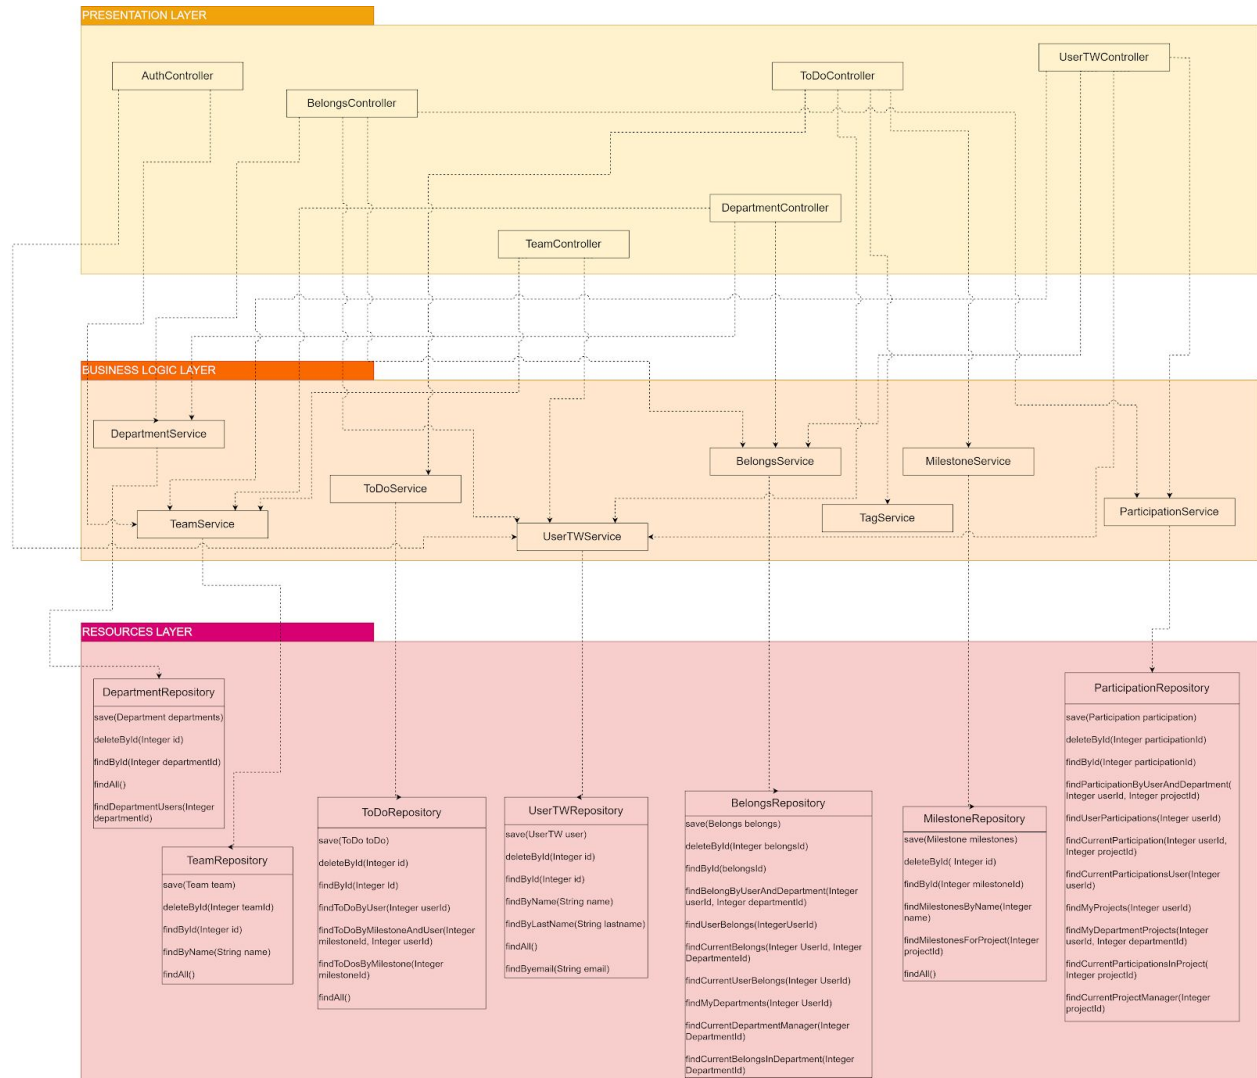 PRESENTATION LAYER
AuthController
BelongsController
ToDoController
UserTWController
DepartmentController
TeamController
BUSINESS LOGIC LAYER
DepartmentService
TeamService
ToDoService
UserTWService
BelongsService
TagService
MilestoneService
ParticipationService
RESOURCES LAYER
DepartmentRepository
save(Department departments)
deleteById(Integer id)
findById(Integer departmentId)
findAll()
findDepartmentUsers(Integer
departmentId)
TeamRepository
save(Team team)
deleteById(Integer teamId)
findById(Integer id)
findByName(String name)
findAll()
ToDoRepository
save(ToDo toDo)
deleteById(Integer id)
findById(Integer Id)
findToDoByUser(Integer userId)
findToDoByMilestoneAndUser(Integer
milestoneId, Integer userId)
findToDosByMilestone(Integer
milestoneId)
findAll()
UserTWRepository
save(UserTW user)
deleteById(Integer id)
findById(Integer id)
findByName(String name)
findByLastName(String lastname)
findAll()
findByemail(String email)
BelongsRepository
save(Belongs belongs)
deleteById(Integer belongsId)
findById(belongsId)
findBelongByUserAndDepartment(Integer
userId, Integer departmentId)
findUserBelongs(IntegerUserId)
findCurrentBelongs(Integer UserId, Integer
DepartmenteId)
findCurrentUserBelongs(Integer UserId)
findMyDepartments(Integer UserId)
findCurrentDepartmentManager(Integer
DepartmentId)
findCurrentBelongsInDepartment(Integer
DepartmentId)
MilestoneRepository
save(Milestone milestones)
deleteById( Integer id)
findById(Integer milestoneId)
findMilestonesByName(Integer
name)
findMilestonesForProject(Integer
projectId)
findAll()
ParticipationRepository
save(Participation participation)
deleteById(Integer participationId)
findById(Integer participationId)
findParticipationByUserAndDepartment(
Integer userId, Integer projectId)
findUserParticipations(Integer userId)
findCurrentParticipation(Integer userId,
Integer projectId)
findCurrentParticipationsUser(Integer
userId)
findMyProjects(Integer userId)
findMyDepartmentProjects(Integer
userId, Integer departmentId)
findCurrentParticipationsInProject(
Integer projectId)
findCurrentProjectManager(Integer
projectId)